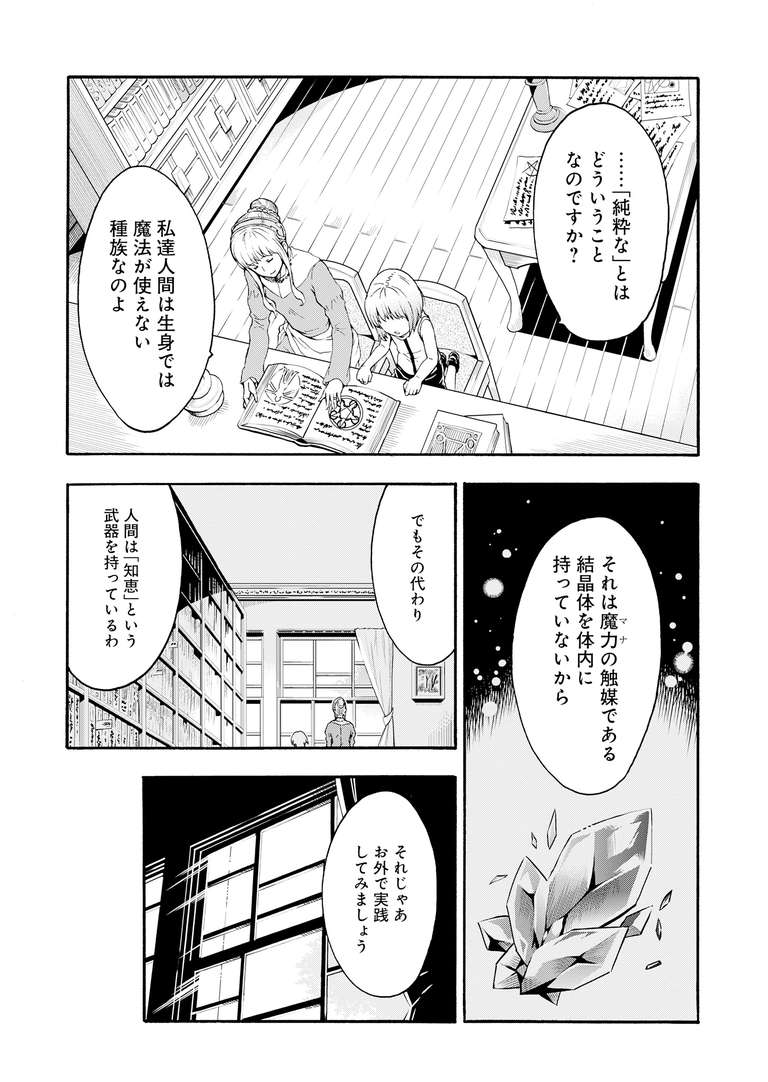 ……「純粋な」とは
どういうこと
なのですか？
私達人間は生身では
魔法が使えない
種族なのよ
それは魔力の触媒である
マナ
結晶体を体内に
持っていないから
でもその代わり
人間は「知恵」という
武器を持っているわ
それじゃあ
お外で実践
してみましょう